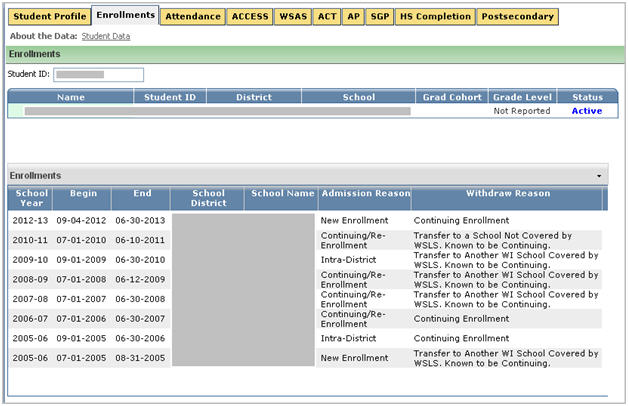 Student Profile Enrollments Attendance ACCESS WSAS ACT AP SGP HS Completion Postsecondary
About the Data: Student Data
Enrollments
Student ID:
Name Student ID District School Grad Cohort Grade Level Status
Not Reported Active
Enrollments
School Year Begin End School District School Name Admission Reason Withdraw Reason
2012-13 09-04-2012 06-30-2013 New Enrollment Continuing Enrollment
2010-11 07-01-2010 06-10-2011 Continuing/Re-Enrollment Transfer to a School Not Covered by WSLS. Known to be Continuing.
2009-10 09-01-2009 06-30-2010 Intra-District Transfer to Another WI School Covered by WSLS. Known to be Continuing.
2008-09 07-01-2008 06-12-2009 Continuing/Re-Enrollment Transfer to Another WI School Covered by WSLS. Known to be Continuing.
2007-08 07-01-2007 06-30-2008 Continuing/Re-Enrollment Transfer to Another WI School Covered by WSLS. Known to be Continuing.
2006-07 07-01-2006 06-30-2007 Continuing/Re-Enrollment Continuing Enrollment
2005-06 09-01-2005 06-30-2006 Intra-District Continuing Enrollment
2005-06 07-01-2005 08-31-2005 New Enrollment Transfer to Another WI School Covered by WSLS. Known to be Continuing.